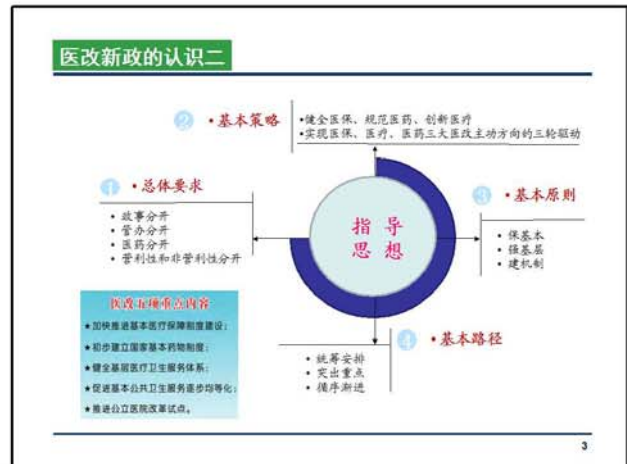 医改新政的认识二
2 •基本策略
•健全医保、规范医药、创新医疗
•实现医保、医疗、医药三大医改主功方向的三轮驱动
1 •总体要求
• 政事分开
• 管办分开
• 医药分开
• 营利性和非营利性分开
指 导
思 想
3 •基本原则
• 保基本
• 强基层
• 建机制
医改五项重点内容
★加快推进基本医疗保障制度建设；
★初步建立国家基本药物制度；
★健全基层医疗卫生服务体系；
★促进基本公共卫生服务逐步均等化；
★推进公立医院改革试点。
4 •基本路径
• 统筹安排
• 突出重点
• 循序渐进
3